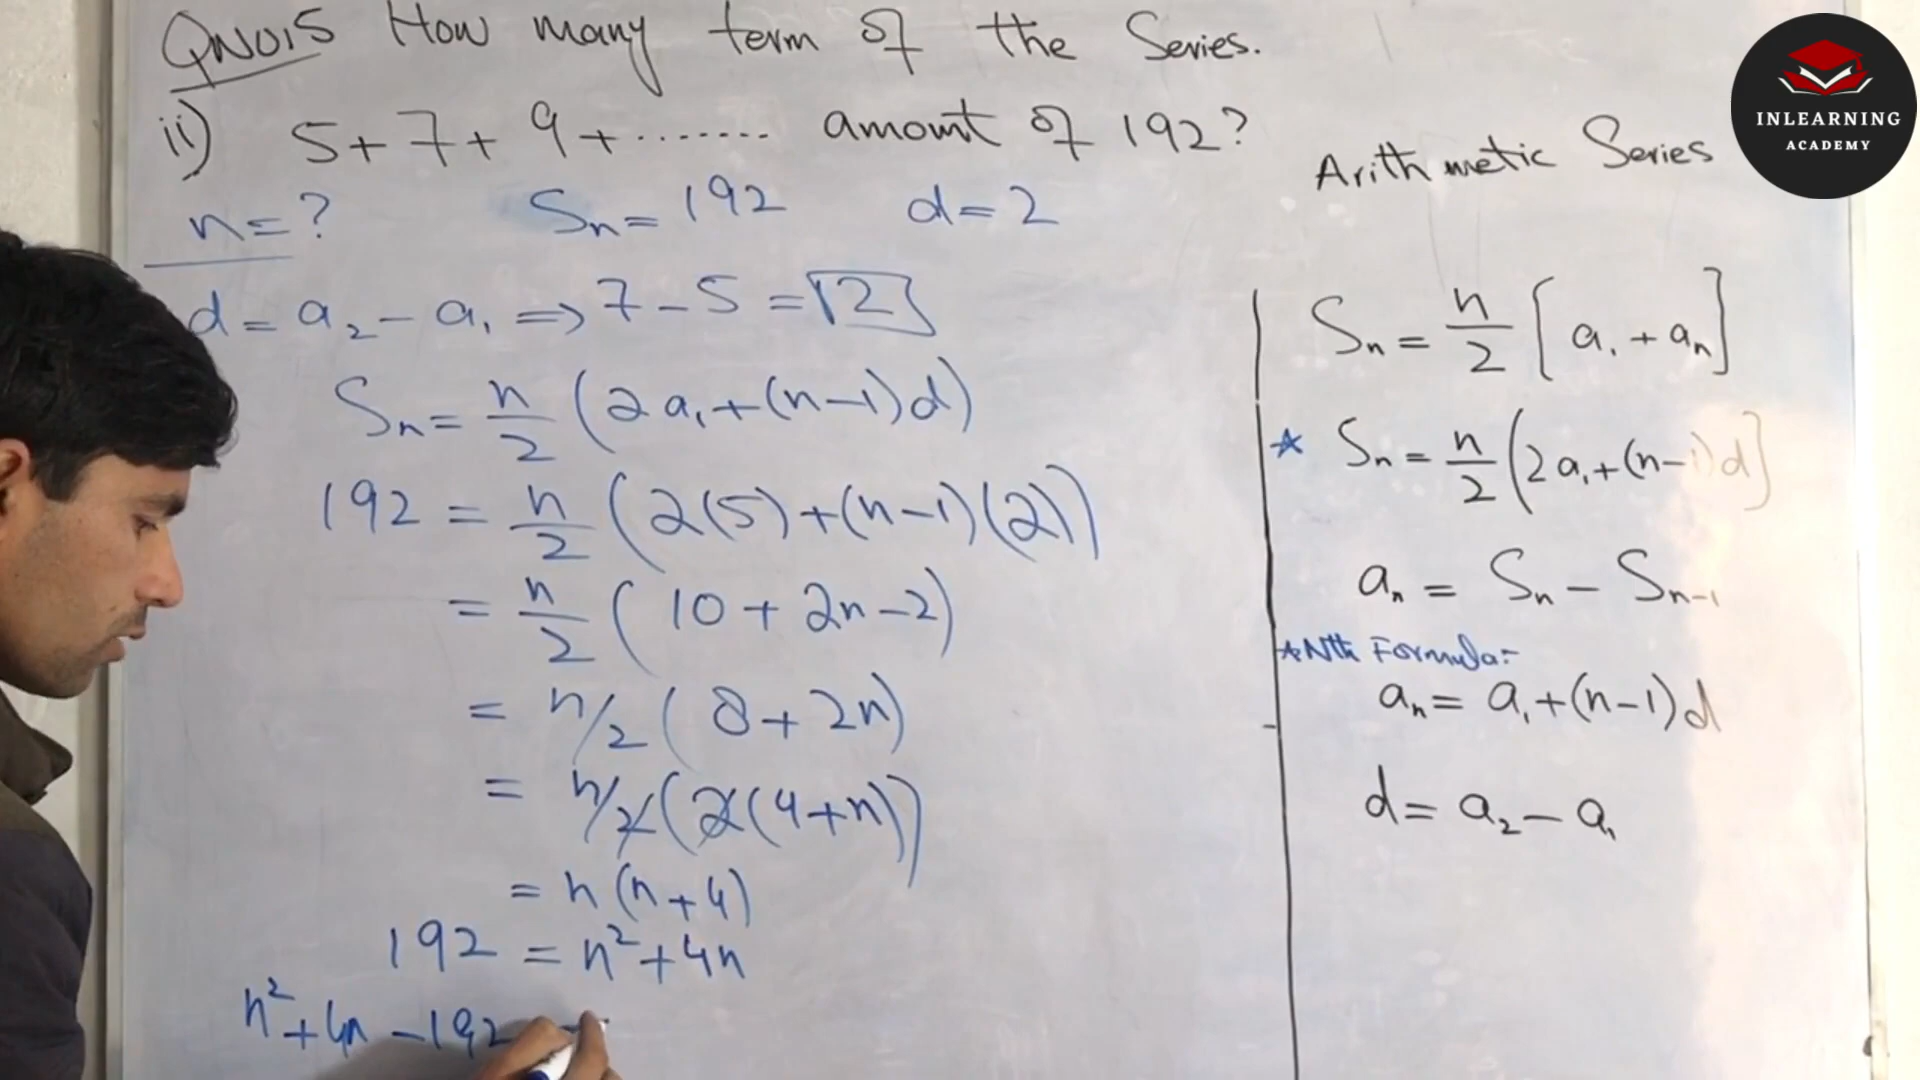 QNO15 How many term of the Series.
ii) 5+7+9+....... amount of 192?
n=? Sₙ=192 d=2
d=a₂-a₁⇒7-5=2
Sₙ=n/2(2a₁+(n-1)d)
192=n/2(2(5)+(n-1)(2))
=n/2(10+2n-2)
=n/2(8+2n)
=n/2(2(4+n))
=n(n+4)
192=n²+4n
n²+4n-192
Arithmetic Series
Sₙ=n/2[a₁+aₙ]
★ Sₙ=n/2(2a₁+(n-1)d]
aₙ=Sₙ-Sₙ₋₁
★Nth Formula:-
aₙ=a₁+(n-1)d
d=a₂-a₁
INLEARNING
ACADEMY